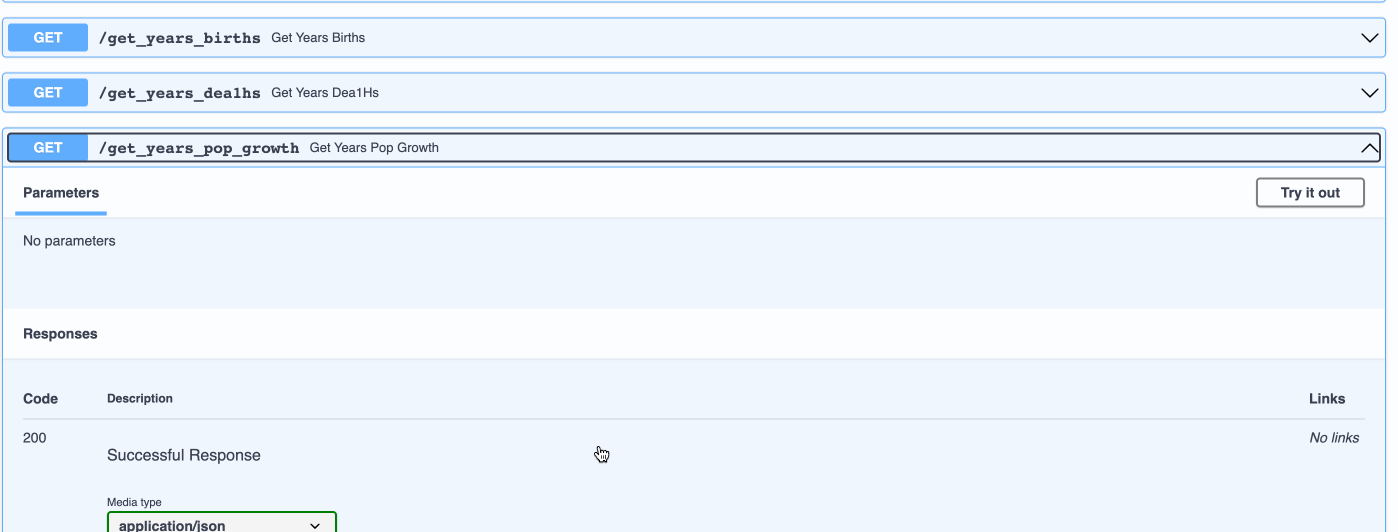 GET /get_years_births Get Years Births
GET /get_years_dea1hs Get Years Dea1Hs
GET /get_years_pop_growth Get Years Pop Growth
Parameters Try it out
No parameters
Responses
Code Description Links
200 No links
Successful Response
Media type
application/json